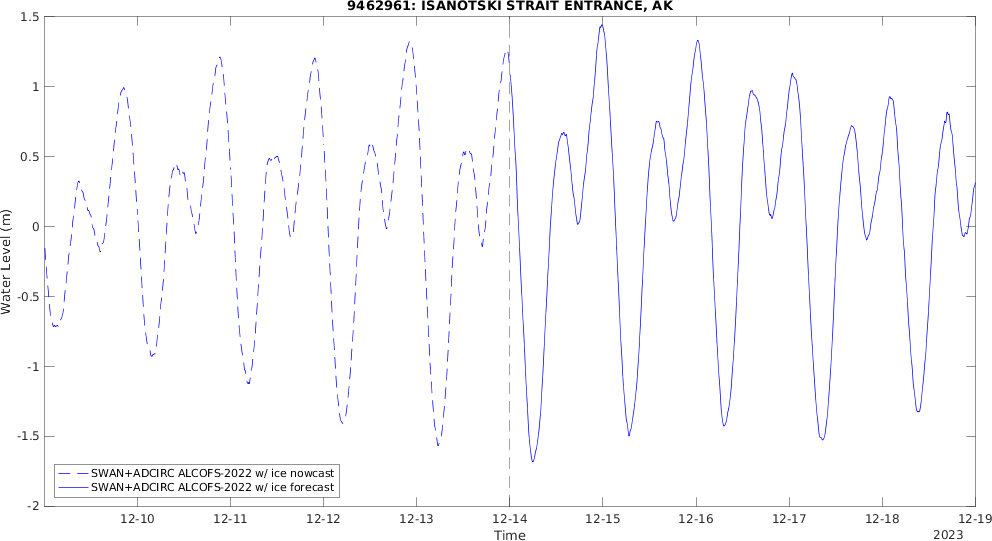 9462961: ISANOTSKI STRAIT ENTRANCE, AK
1.5
1
0.5
0
-0.5
-1
-1.5
-2
Water Level (m)
SWAN+ADCIRC ALCOFS-2022 w/ ice nowcast
SWAN+ADCIRC ALCOFS-2022 w/ ice forecast
12-10 12-11 12-12 12-13 12-14 12-15 12-16 12-17 12-18 12-19
Time
2023